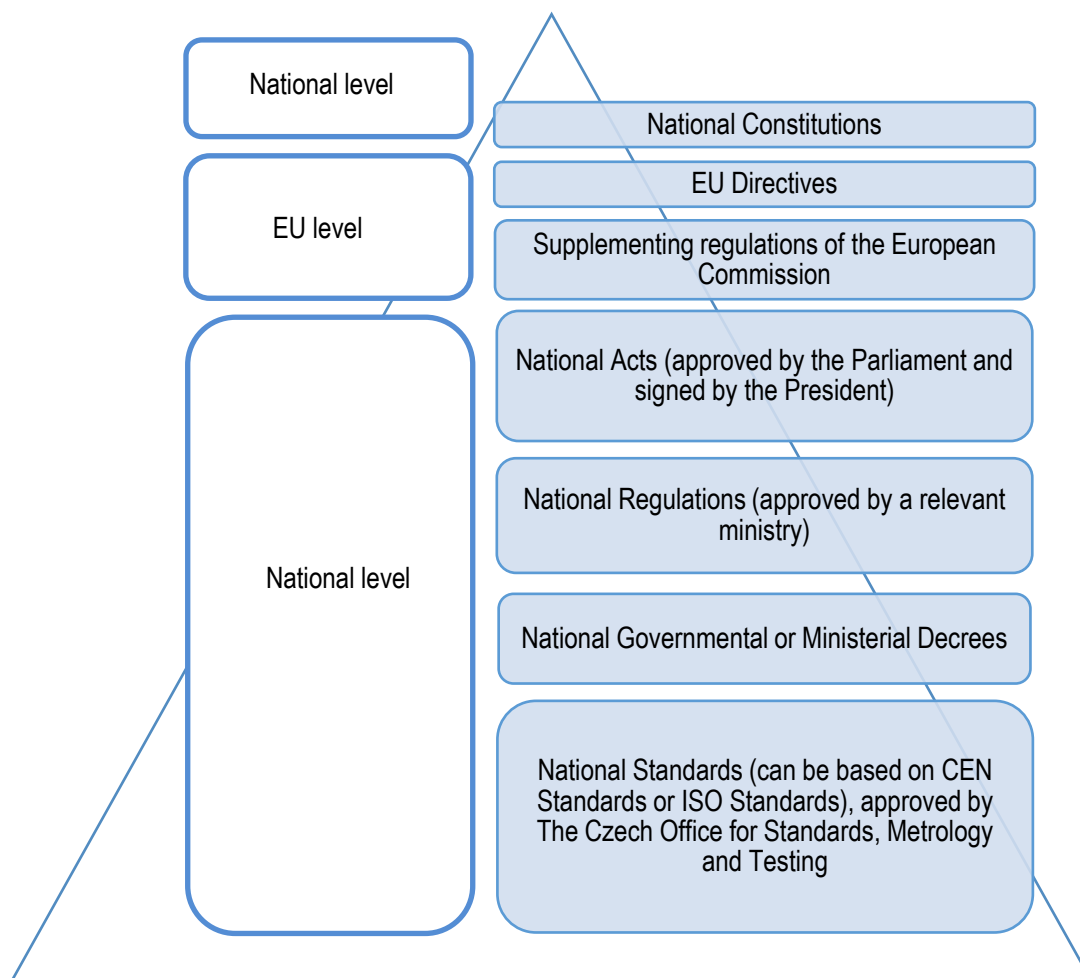 National level
National Constitutions
EU level
EU Directives
Supplementing regulations of the European
Commission
National level
National Acts (approved by the Parliament and
signed by the President)
National Regulations (approved by a relevant
ministry)
National Governmental or Ministerial Decrees
National Standards (can be based on CEN
Standards or ISO Standards), approved by
The Czech Office for Standards, Metrology
and Testing